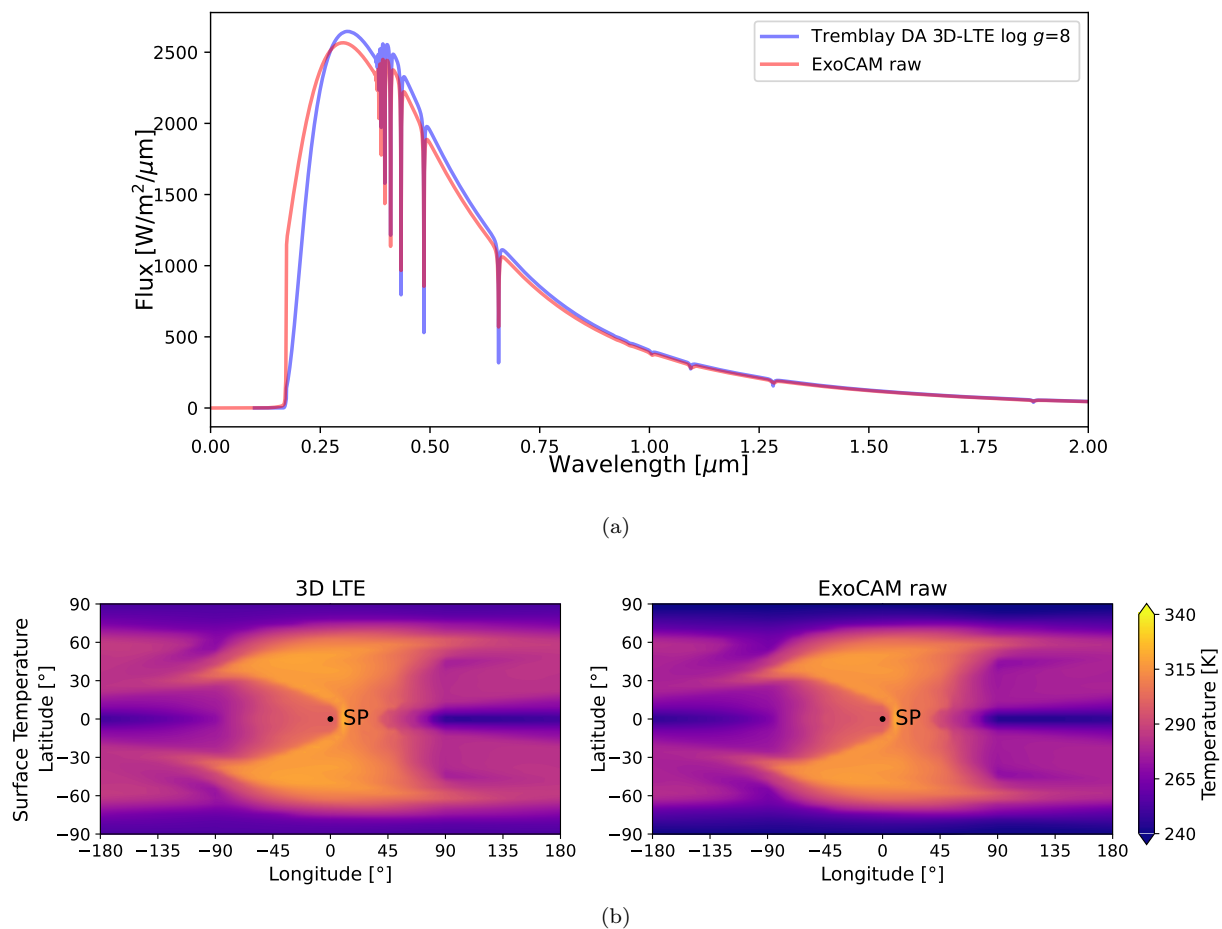 Tremblay DA 3D-LTE log g=8
ExoCAM raw
Flux [W/m²/μm]
2500
2000
1500
1000
500
0
0.00 0.25 0.50 0.75 1.00 1.25 1.50 1.75 2.00
Wavelength [μm]
(a)
3D LTE
ExoCAM raw
Surface Temperature
Latitude [°]
90
60
30
0
−30
−60
−90
SP
−180 −135 −90 −45 0 45 90 135 180
Longitude [°]
Latitude [°]
90
60
30
0
−30
−60
−90
SP
−180 −135 −90 −45 0 45 90 135 180
Longitude [°]
340
315
290
265
240
Temperature [K]
(b)